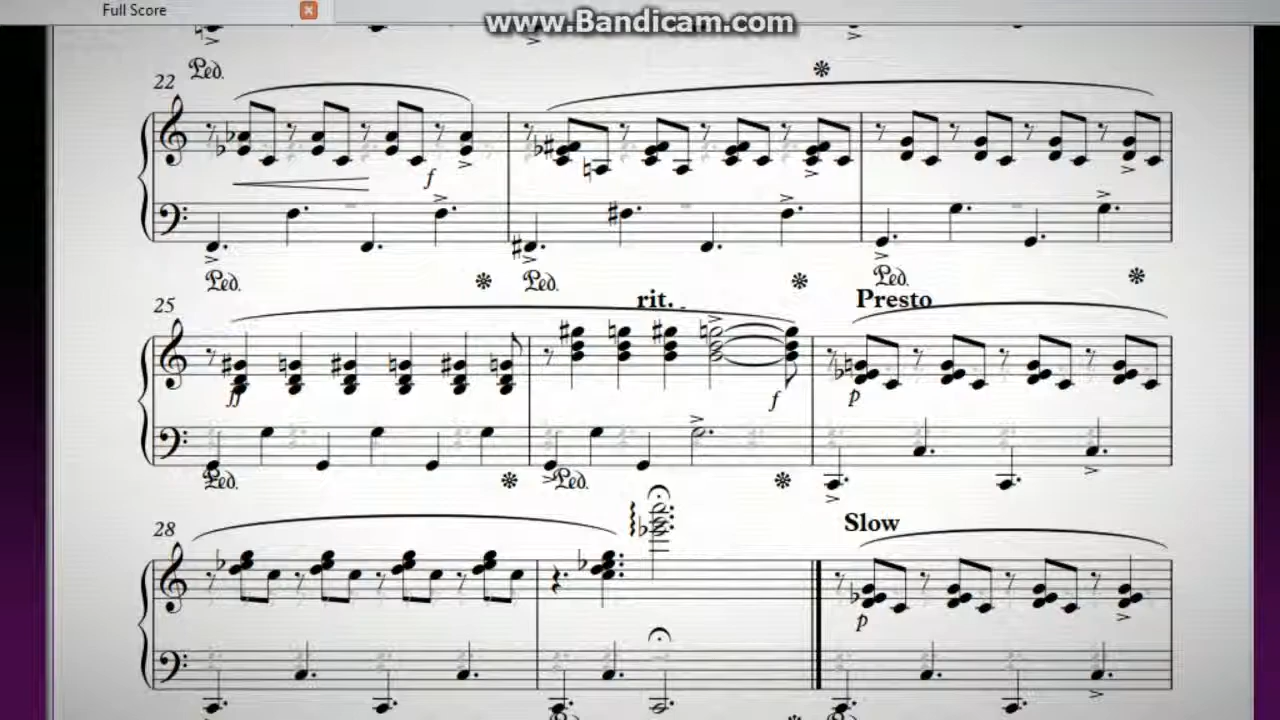 Full Score
www.Bandicam.com
Ped.
22
f
Ped. Ped. Ped.
25 rit. Presto
ff f p
Ped. Ped.
28 Slow
p